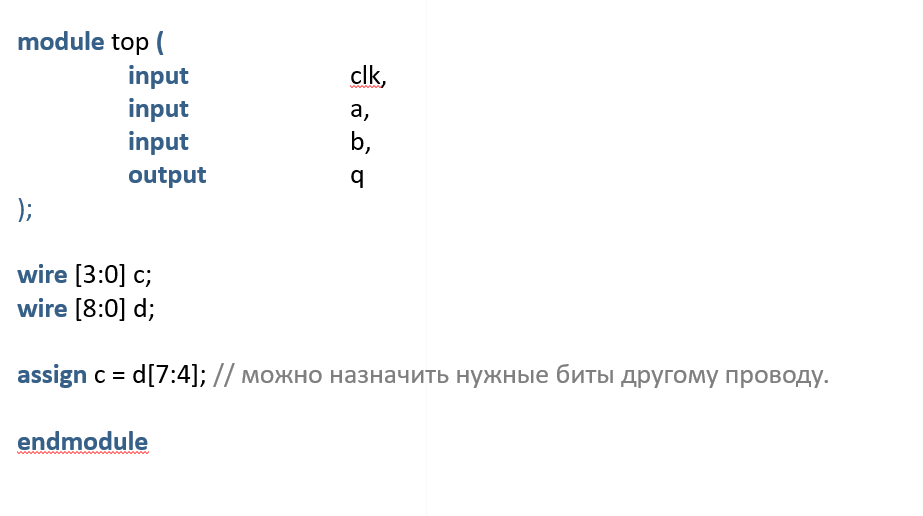 module top (
input clk,
input a,
input b,
output q
);
wire [3:0] c;
wire [8:0] d;
assign c = d[7:4]; // можно назначить нужные биты другому проводу.
endmodule